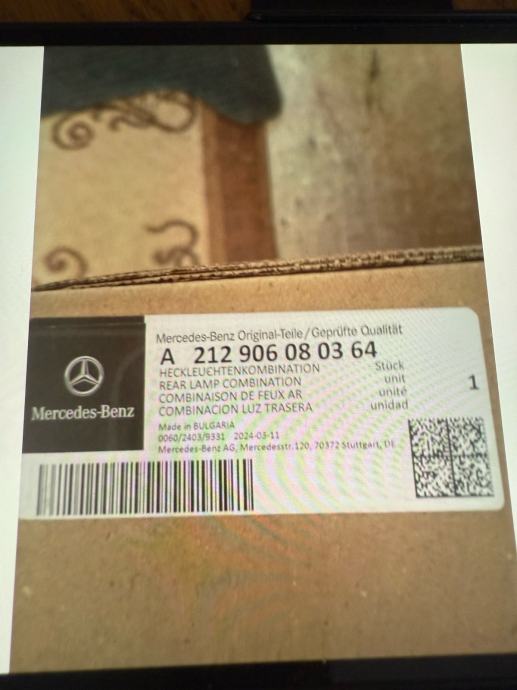 Mercedes-Benz Original-Teile/Geprüfte Qualität
A 212 906 08 03 64
HECKLEUCHTENKOMBINATION Stück
REAR LAMP COMBINATION unit
COMBINAISON DE FEUX AR unité
COMBINACION LUZ TRASERA unidad
1
Mercedes-Benz
Made in BULGARIA
0060/2403/9331 2024-03-11
Mercedes-Benz AG, Mercedesstr.120, 70372 Stuttgart, DE